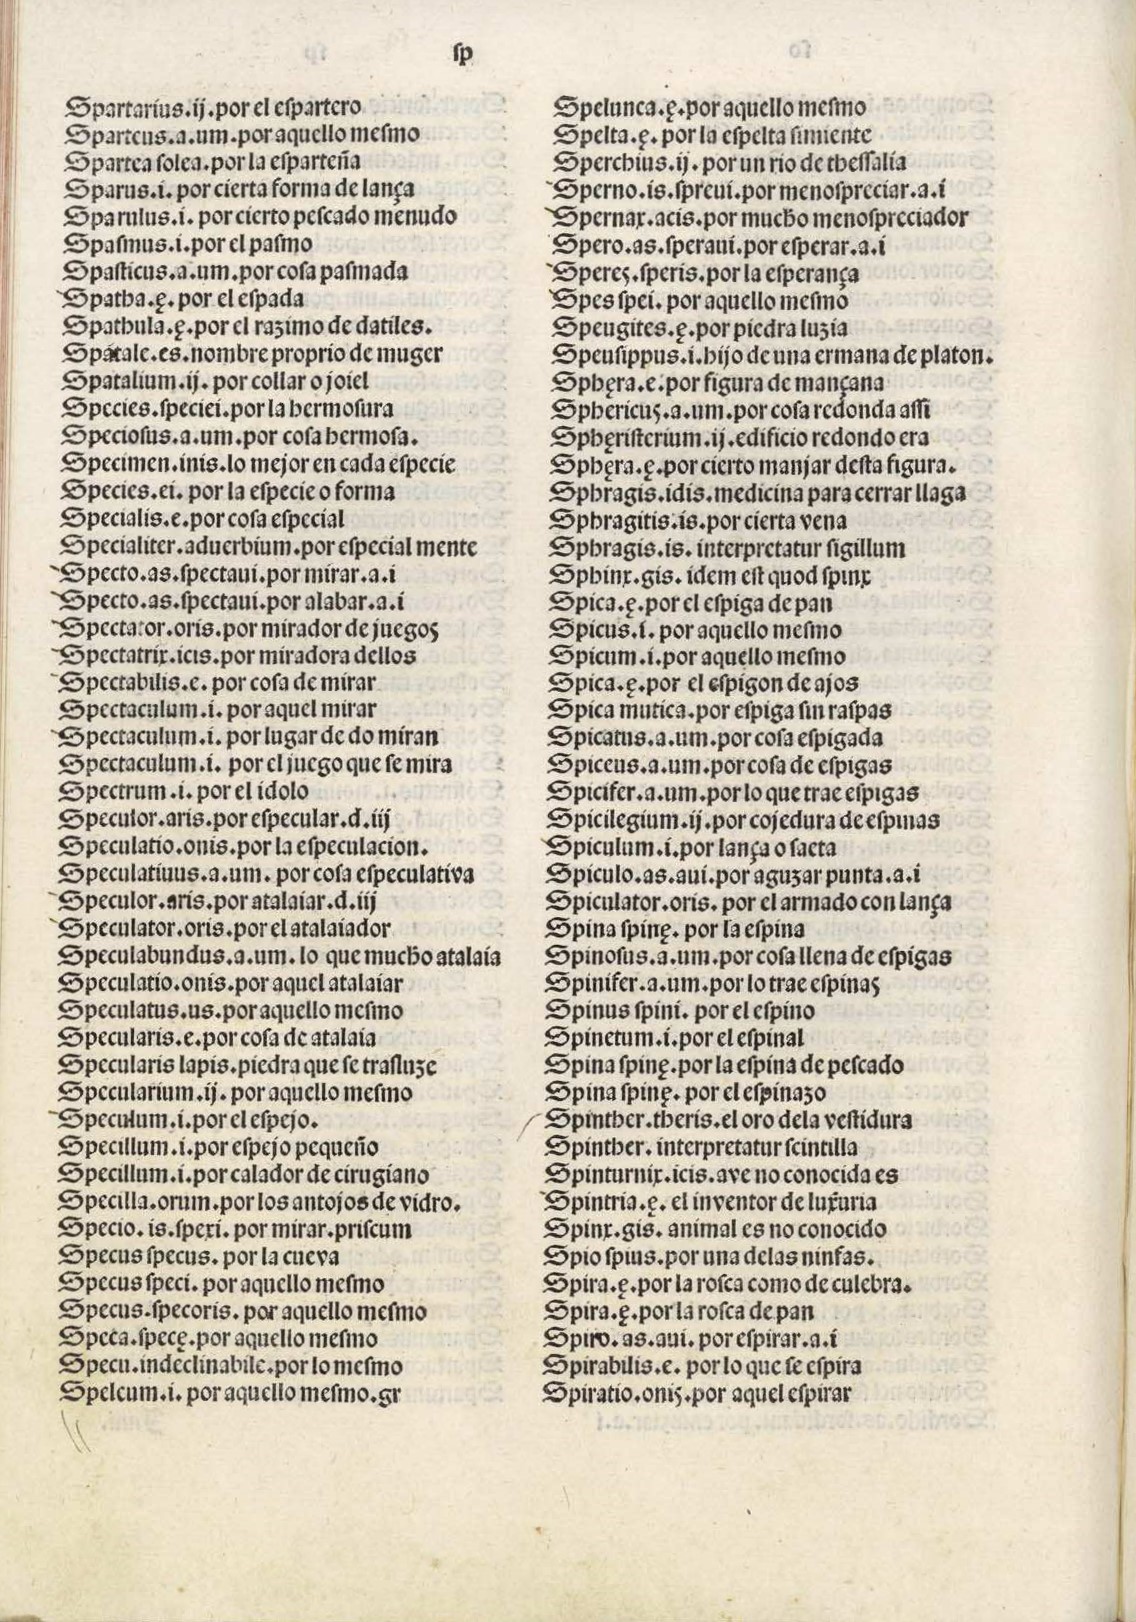 sp
Spartarius.ij.por el espartero
Sparteus.a.um.por aquello mesmo
Spartea solea.por la esparteña
Sparus.i. por cierta forma de lança
Sparulus.i. por cierto pescado menudo
Spasmus.i.por el pasmo
Spasticus.a.um.por cosa pasmada
Spatha.ę.por el espada
Spathula.ę.por el razimo de datiles.
Spatale.es.nombre proprio de muger
Spatalium.ij.por collar o joiel
Species.speciei.por la hermosura
Speciosus.a.um.por cosa hermosa.
Specimen.inis.lo mejor en cada especie
Species.ei. por la especie o forma
Specialis.e.por cosa especial
Specialiter.aduerbium.por especial mente
Specto.as.spectaui.por mirar.a.i
Specto.as.spectaui.por alabar.a.i
Spectator.oris.por mirador de juegos
Spectatrix.icis.por miradora dellos
Spectabilis.e. por cosa de mirar
Spectaculum.i. por aquel mirar
Spectaculum.i. por lugar de do miran
Spectaculum.i. por el juego que se mira
Spectrum.i.por el idolo
Speculor.aris.por especular.d.iij
Speculatio.onis.por la especulacion.
Speculatiuus.a.um. por cosa especulativa
Speculor.aris.por atalaiar.d.iij
Speculator.oris.por el atalaiador
Speculabundus.a.um.lo que mucho atalaia
Speculatio.onis.por aquel atalaiar
Speculatus.us.por aquello mesmo
Specularis.e.por cosa de atalaia
Specularis lapis.piedra que se trasluze
Specularium.ij. por aquello mesmo
Speculum.i.por el espejo.
Specillum.i.por espejo pequeño
Specillum.i.por calador de cirugiano
Specilla.orum.por los antojos de vidro.
Specio.is.spexi. por mirar.priscum
Specus specus. por la cueva
Specus speci. por aquello mesmo
Specus.specoris. por aquello mesmo
Speca.specę.por aquello mesmo
Specu.indeclinabile.por lo mesmo
Speleum.i. por aquello mesmo.gr
Spelunca.ę.por aquello mesmo
Spelta.ę. por la espelta simiente
Sperchius.ij.por un rio de thessalia
Sperno.is.spreui.por menospreciar.a.i
Spernax.acis.por mucho menospreciador
Spero.as.speraui.por esperar.a.i
Speres.speris.por la esperança
Spes spei. por aquello mesmo
Speugites.ę.por piedra luzia
Speusippus.i.hijo de una ermana de platon.
Sphęra.e.por figura de mançana
Sphericus.a.um.por cosa redonda assi
Sphęristerium.ij.edificio redondo era
Sphęra.ę.por cierto manjar desta figura.
Sphragis.idis.medicina para cerrar llaga
Sphragitis.is.por cierta vena
Sphragis.is. interpretatur sigillum
Sphinx.gis. idem est quod spinx
Spica.ę.por el espiga de pan
Spicus.i. por aquello mesmo
Spicum.i.por aquello mesmo
Spica.ę.por el espigon de ajos
Spica mutica.por espiga sin raspas
Spicatus.a.um.por cosa espigada
Spiceus.a.um.por cosa de espigas
Spicifer.a.um.por lo que trae espigas
Spicilegium.ij.por cojedura de espinas
Spiculum.i.por lança o saeta
Spiculo.as.aui.por aguzar punta.a.i
Spiculator.oris. por el armado con lança
Spina spinę. por la espina
Spinosus.a.um.por cosa llena de espigas
Spinifer.a.um.por lo trae espinas
Spinus spini. por el espino
Spinetum.i.por el espinal
Spina spinę.por la espina de pescado
Spina spinę. por el espinazo
Spinther.theris.el oro dela vestidura
Spinther. interpretatur scintilla
Spinturnix.icis.ave no conocida es
Spintria.ę. el inventor de luxuria
Spinx.gis. animal es no conocido
Spio spius.por una delas ninfas.
Spira.ę.por la rosca como de culebra.
Spira.ę.por la rosca de pan
Spiro.as.aui.por espirar.a.i
Spirabilis.e. por lo que se espira
Spiratio.onis.por aquel espirar